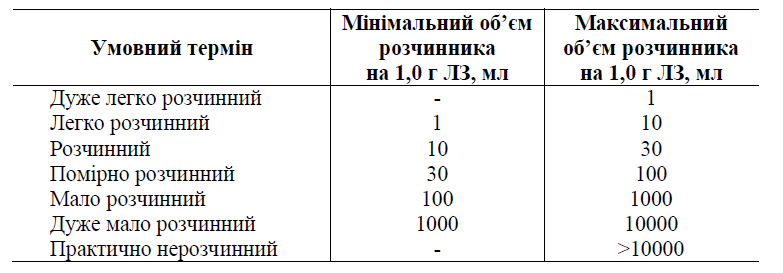 Умовний термін Мінімальний об’єм розчинника на 1,0 г ЛЗ, мл Максимальний об’єм розчинника на 1,0 г ЛЗ, мл
Дуже легко розчинний - 1
Легко розчинний 1 10
Розчинний 10 30
Помірно розчинний 30 100
Мало розчинний 100 1000
Дуже мало розчинний 1000 10000
Практично нерозчинний - >10000